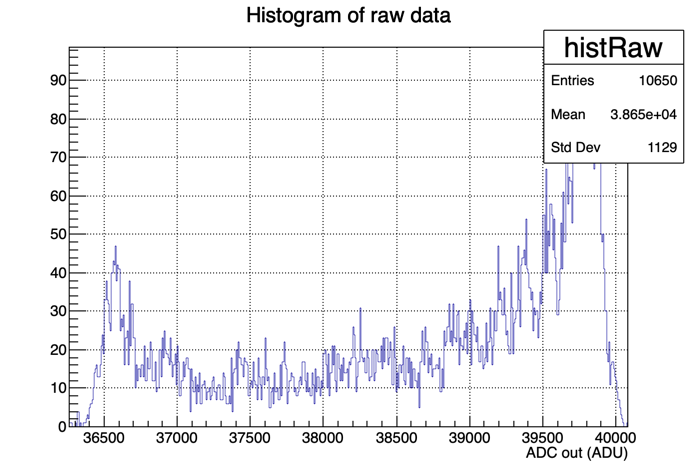 Histogram of raw data
histRaw
Entries 10650
Mean 3.865e+04
Std Dev 1129
90
80
70
60
50
40
30
20
10
0
36500 37000 37500 38000 38500 39000 39500 40000
ADC out (ADU)